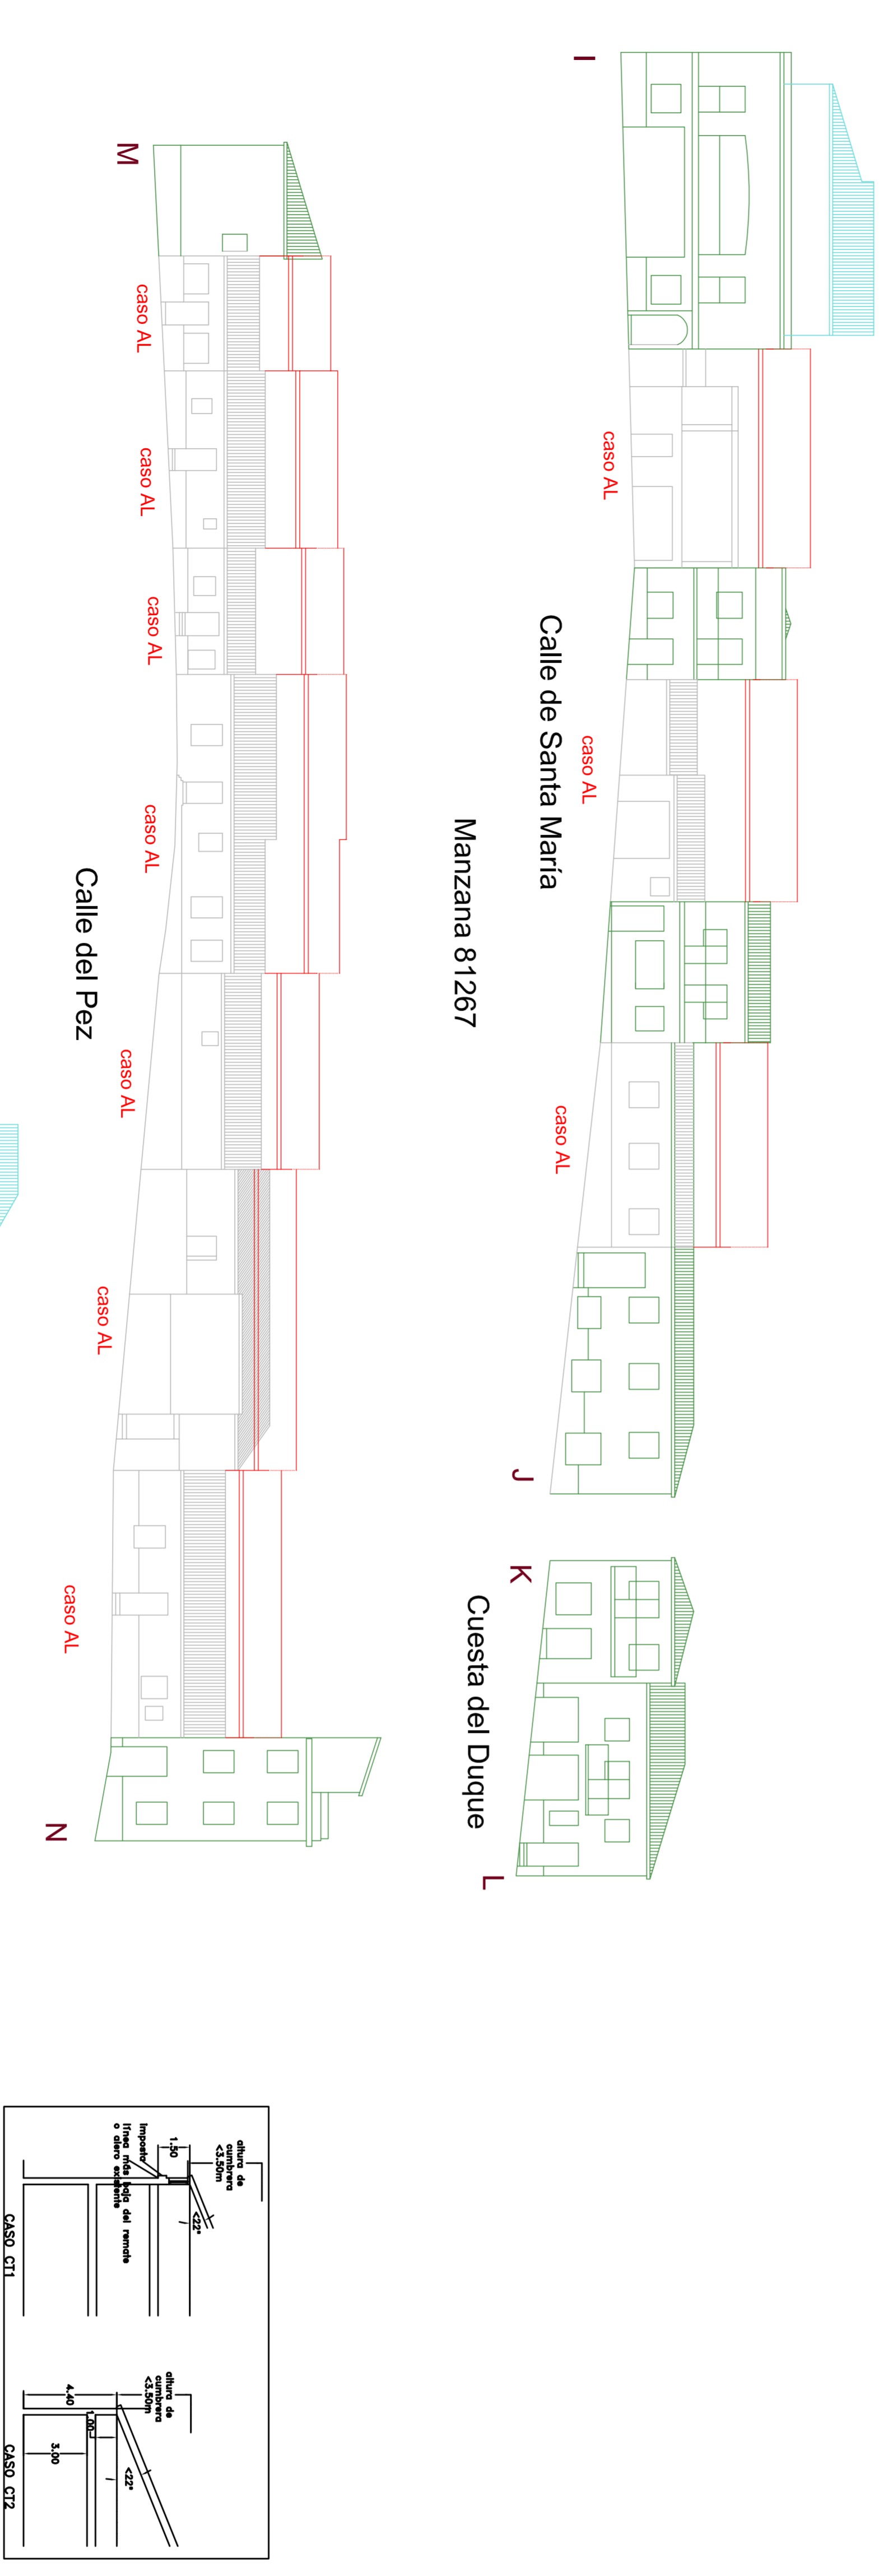 I
caso AL
caso AL
caso AL
J
Calle de Santa María
K
L
Cuesta del Duque
Manzana 81267
M
caso AL
caso AL
caso AL
caso AL
caso AL
caso AL
caso AL
N
Calle del Pez
altura de
cumbrera
<3.50m
1.50
<22°
imposta
línea más baja del remate
o alero existente
CASO CT1
altura de
cumbrera
<3.50m
4.40
1.00
3.00
<22°
CASO CT2